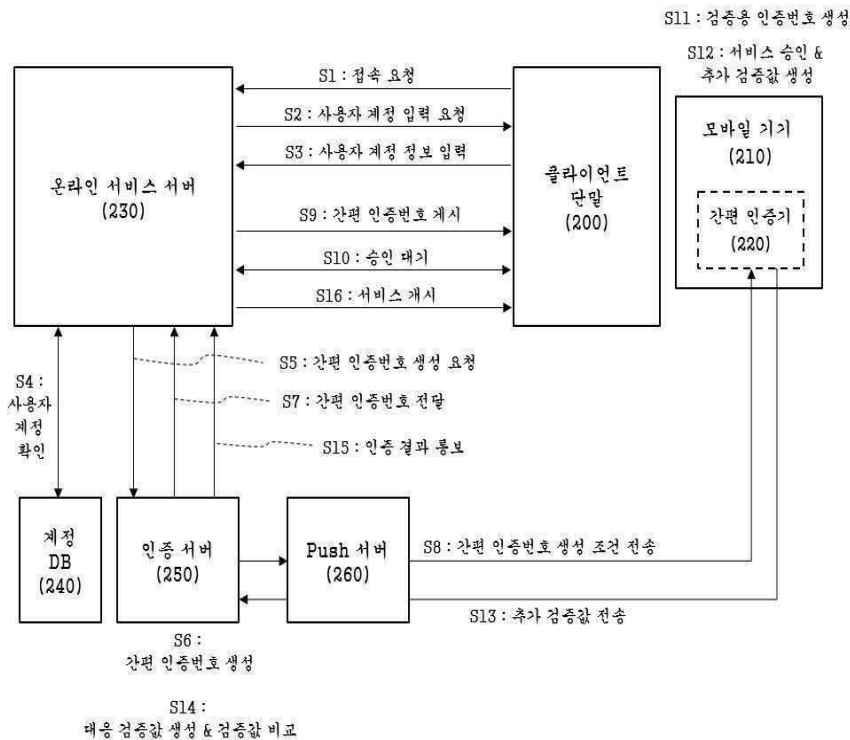 S11 : 검증용 인증번호 생성
S12 : 서비스 승인 &
추가 검증값 생성
S1 : 접속 요청
S2 : 사용자 계정 입력 요청
S3 : 사용자 계정 정보 입력
S9 : 간편 인증번호 게시
S10 : 승인 대기
S16 : 서비스 개시
온라인 서비스 서버
(230)
클라이언트
단말
(200)
모바일 기기
(210)
간편 인증기
(220)
S5 : 간편 인증번호 생성 요청
S7 : 간편 인증번호 전달
S15 : 인증 결과 통보
S4 :
사용자
계정
확인
계정
DB
(240)
인증 서버
(250)
Push 서버
(260)
S8 : 간편 인증번호 생성 조건 전송
S13 : 추가 검증값 전송
S6 :
간편 인증번호 생성
S14 :
대응 검증값 생성 & 검증값 비교